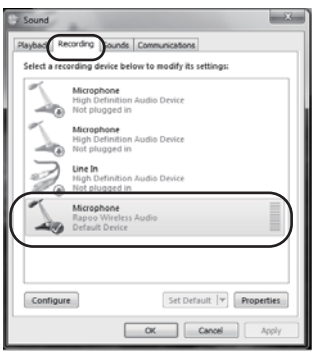 Sound
Playback Recording Sounds Communications
Select a recording device below to modify its settings:
Microphone
High Definition Audio Device
Not plugged in
Microphone
High Definition Audio Device
Not plugged in
Line In
High Definition Audio Device
Not plugged in
Microphone
Rapoo Wireless Audio
Default Device
Configure Set Default Properties
OK Cancel Apply